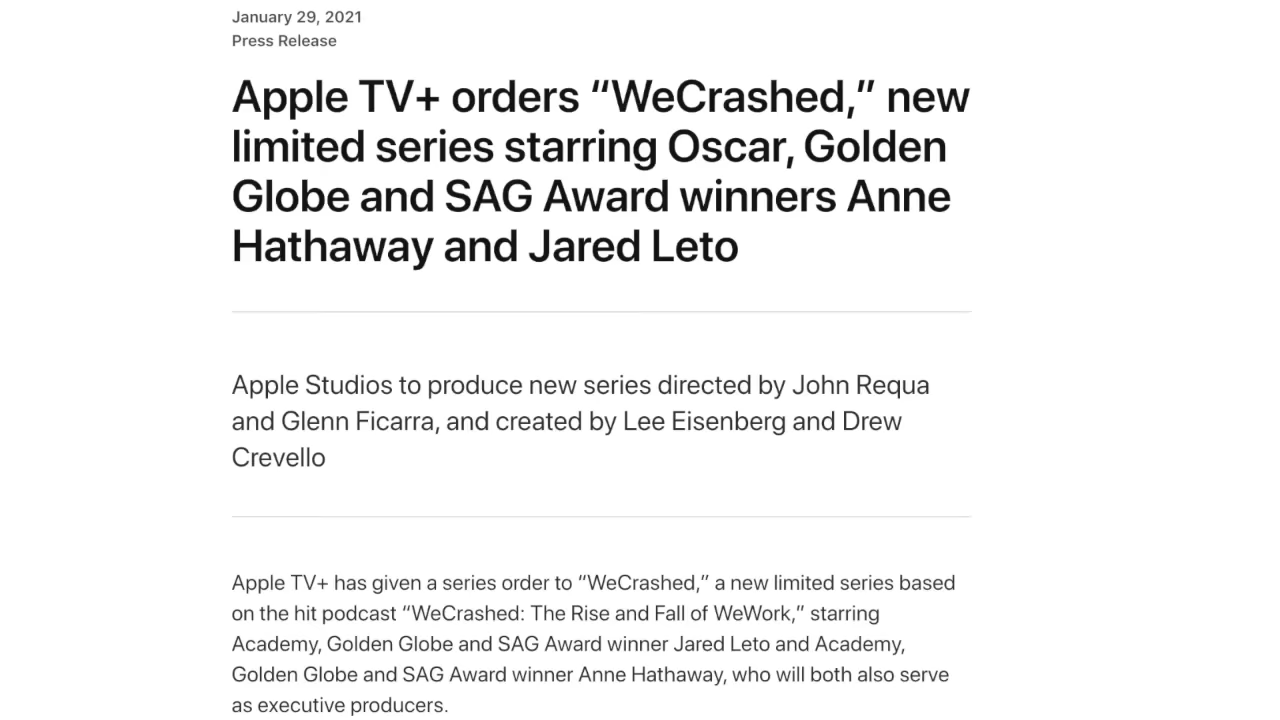 January 29, 2021
Press Release
Apple TV+ orders “WeCrashed,” new
limited series starring Oscar, Golden
Globe and SAG Award winners Anne
Hathaway and Jared Leto
Apple Studios to produce new series directed by John Requa
and Glenn Ficarra, and created by Lee Eisenberg and Drew
Crevello
Apple TV+ has given a series order to “WeCrashed,” a new limited series based
on the hit podcast “WeCrashed: The Rise and Fall of WeWork,” starring
Academy, Golden Globe and SAG Award winner Jared Leto and Academy,
Golden Globe and SAG Award winner Anne Hathaway, who will both also serve
as executive producers.